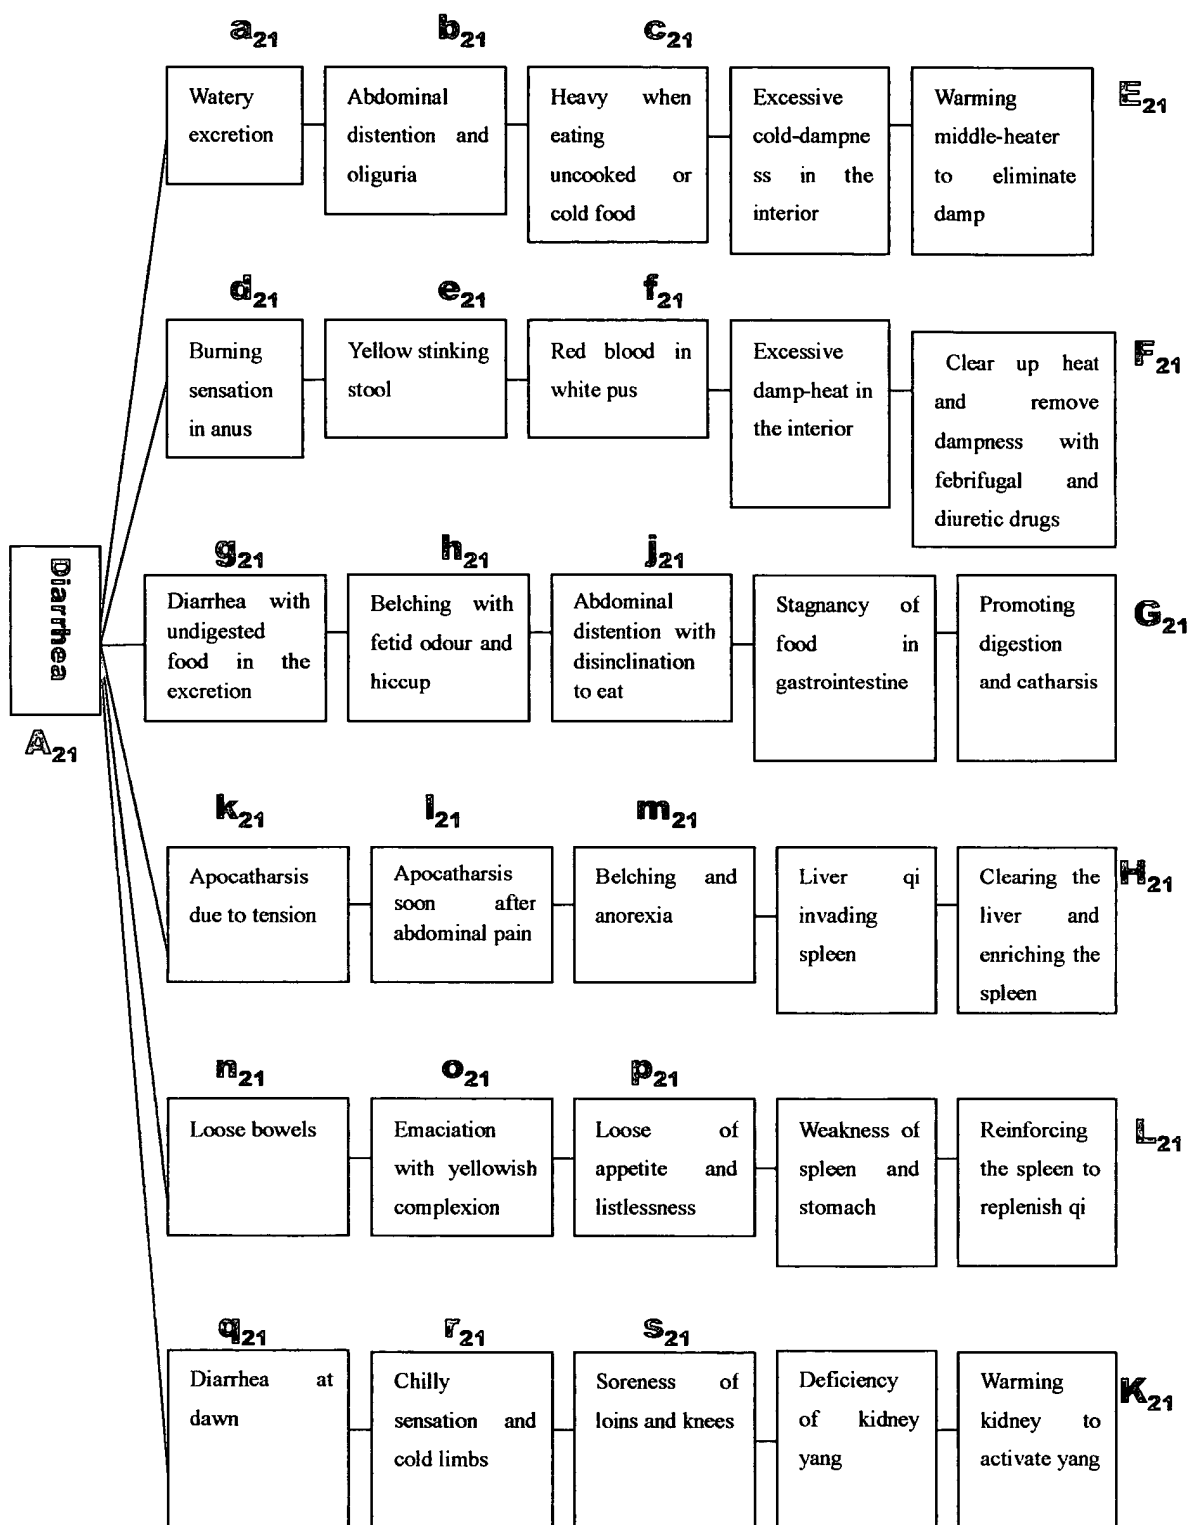 a21 b21 c21
Watery
excretion
Abdominal
distention and
oliguria
Heavy when
eating
uncooked or
cold food
Excessive
cold-dampne
ss in the
interior
Warming
middle-heater
to eliminate
damp
E21
d21 e21 f21
Burning
sensation
in anus
Yellow stinking
stool
Red blood in
white pus
Excessive
damp-heat in
the interior
Clear up heat
and remove
dampness with
febrifugal and
diuretic drugs
F21
Diarrhea
A21
g21 h21 j21
Diarrhea with
undigested
food in the
excretion
Belching with
fetid odour and
hiccup
Abdominal
distention with
disinclination
to eat
Stagnancy of
food in
gastrointestine
Promoting
digestion
and catharsis
G21
k21 l21 m21
Apocatharsis
due to tension
Apocatharsis
soon after
abdominal pain
Belching and
anorexia
Liver qi
invading
spleen
Clearing the
liver and
enriching the
spleen
H21
n21 o21 p21
Loose bowels
Emaciation
with yellowish
complexion
Loose of
appetite and
listlessness
Weakness of
spleen and
stomach
Reinforcing
the spleen to
replenish qi
L21
q21 r21 s21
Diarrhea at
dawn
Chilly
sensation and
cold limbs
Soreness of
loins and knees
Deficiency
of kidney
yang
Warming
kidney to
activate yang
K21